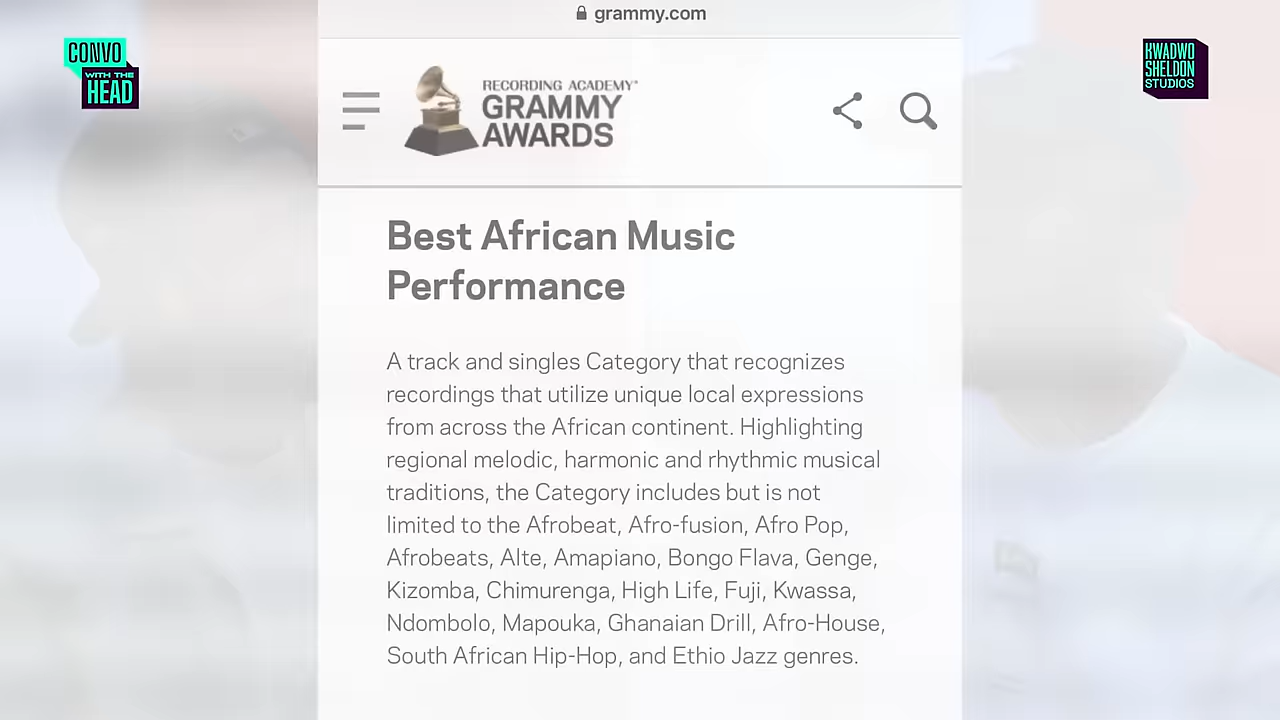 grammy.com
CONVO
WITH THE
HEAD
KWADWO
SHELDON
STUDIOS
RECORDING ACADEMY®
GRAMMY
AWARDS
Best African Music
Performance
A track and singles Category that recognizes
recordings that utilize unique local expressions
from across the African continent. Highlighting
regional melodic, harmonic and rhythmic musical
traditions, the Category includes but is not
limited to the Afrobeat, Afro-fusion, Afro Pop,
Afrobeats, Alte, Amapiano, Bongo Flava, Genge,
Kizomba, Chimurenga, High Life, Fuji, Kwassa,
Ndombolo, Mapouka, Ghanaian Drill, Afro-House,
South African Hip-Hop, and Ethio Jazz genres.